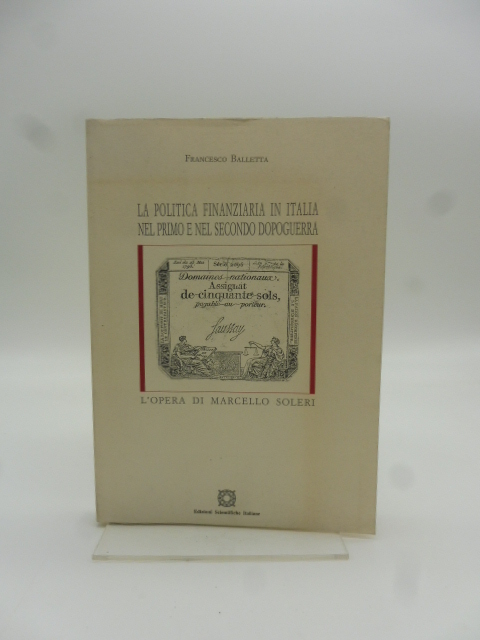 FRANCESCO BALLETTA
LA POLITICA FINANZIARIA IN ITALIA
NEL PRIMO E NEL SECONDO DOPOGUERRA
Domaines nationaux.
Assignat
de cinquante sols,
payable au porteur.
L'OPERA DI MARCELLO SOLERI
Edizioni Scientifiche Italiane